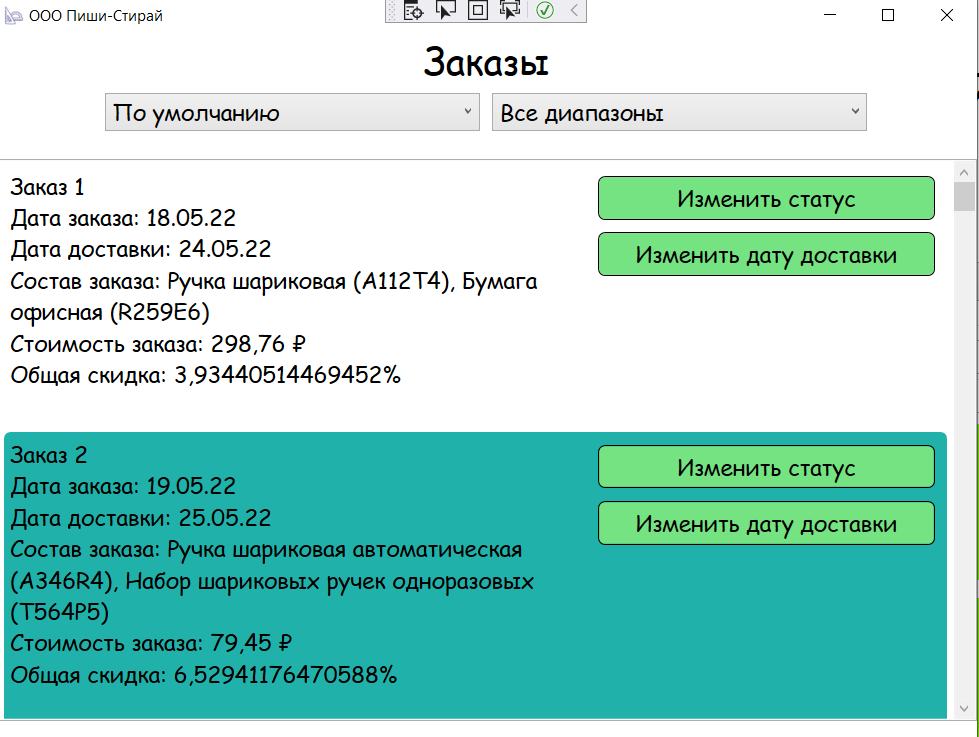 ООО Пиши-Стирай
Заказы
По умолчанию
Все диапазоны
Заказ 1
Дата заказа: 18.05.22
Дата доставки: 24.05.22
Состав заказа: Ручка шариковая (A112T4), Бумага
офисная (R259E6)
Стоимость заказа: 298,76 ₽
Общая скидка: 3,93440514469452%
Изменить статус
Изменить дату доставки
Заказ 2
Дата заказа: 19.05.22
Дата доставки: 25.05.22
Состав заказа: Ручка шариковая автоматическая
(A346R4), Набор шариковых ручек одноразовых
(T564P5)
Стоимость заказа: 79,45 ₽
Общая скидка: 6,52941176470588%
Изменить статус
Изменить дату доставки